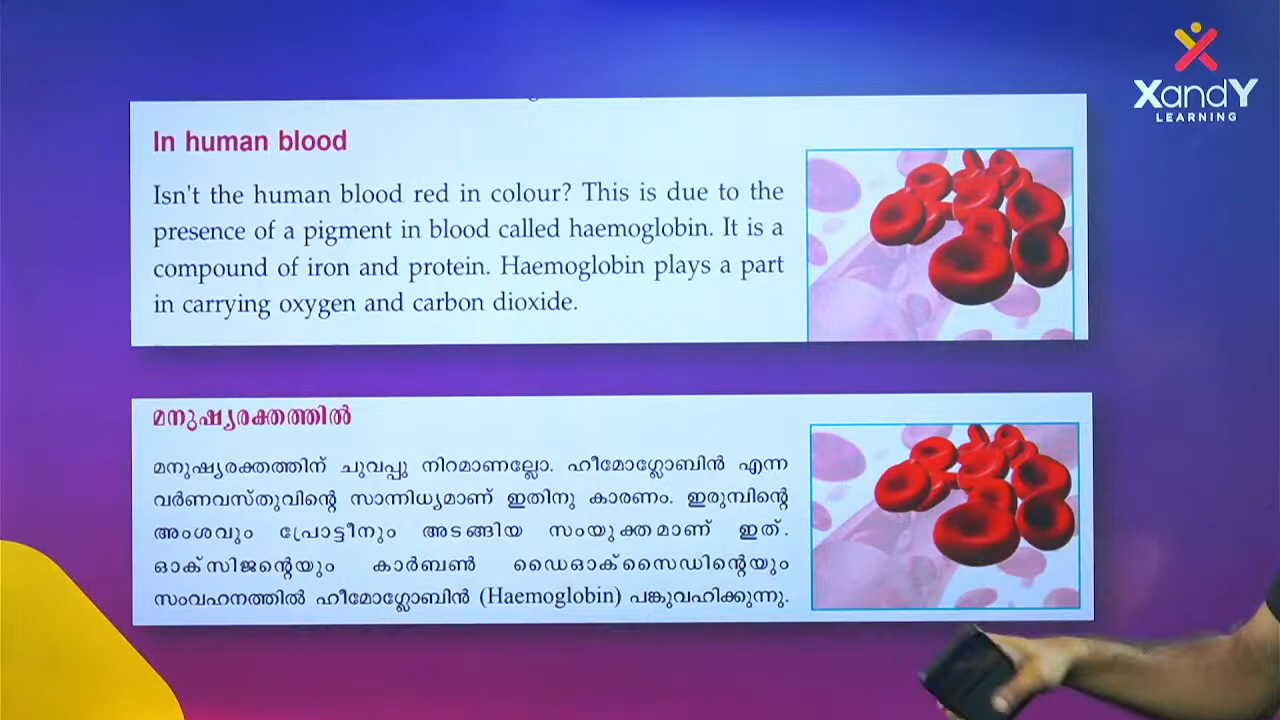 XandY
LEARNING
In human blood
Isn't the human blood red in colour? This is due to the
presence of a pigment in blood called haemoglobin. It is a
compound of iron and protein. Haemoglobin plays a part
in carrying oxygen and carbon dioxide.
മനുഷ്യരക്തത്തിൽ
മനുഷ്യരക്തത്തിന് ചുവപ്പു നിറമാണല്ലോ. ഹീമോഗ്ലോബിൻ എന്ന
വർണവസ്തുവിന്റെ സാന്നിധ്യമാണ് ഇതിനു കാരണം. ഇരുമ്പിന്റെ
അംശവും പ്രോട്ടീനും അടങ്ങിയ സംയുക്തമാണ് ഇത്.
ഓക്സിജന്റെയും കാർബൺ ഡൈഓക്സൈഡിന്റെയും
സംവഹനത്തിൽ ഹീമോഗ്ലോബിൻ (Haemoglobin) പങ്കുവഹിക്കുന്നു.